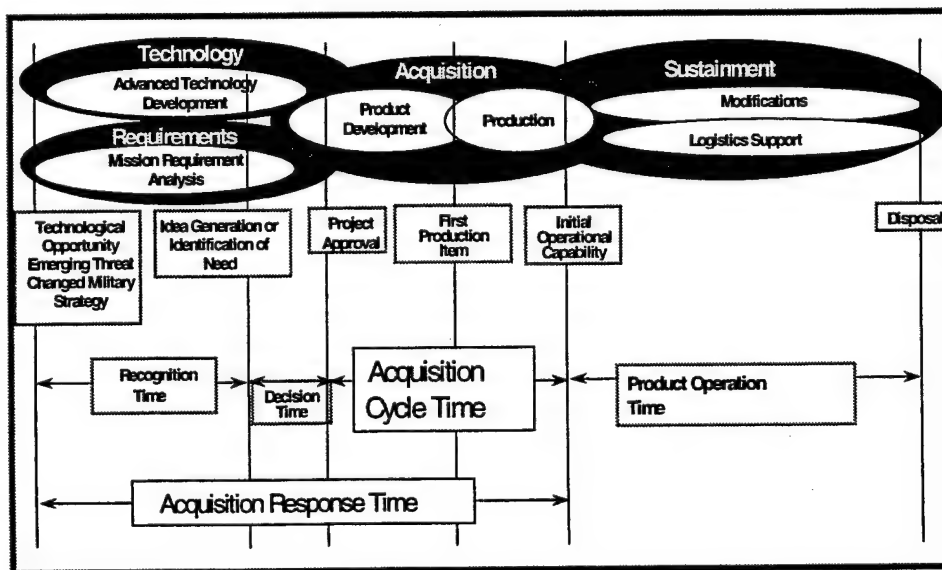 Technology
Advanced Technology
Development
Requirements
Mission Requirement
Analysis
Acquisition
Product
Development
Production
Sustainment
Modifications
Logistics Support
Technological
Opportunity
Emerging Threat
Changed Military
Strategy
Idea Generation or
Identification of
Need
Project
Approval
First
Production
Item
Initial
Operational
Capability
Disposal
Recognition
Time
Decision
Time
Acquisition
Cycle Time
Product Operation
Time
Acquisition Response Time